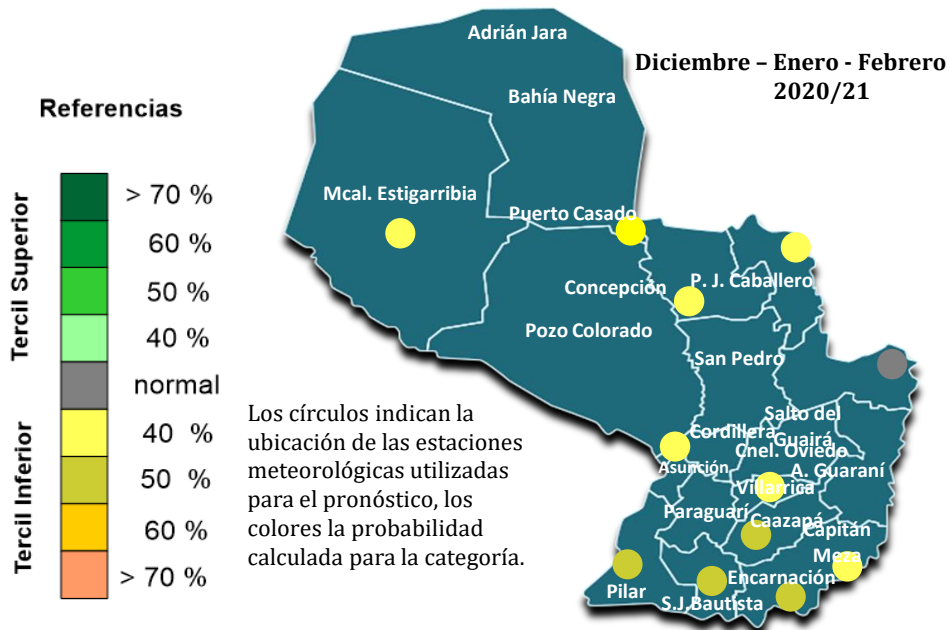 Adrián Jara
Diciembre – Enero - Febrero
2020/21
Bahía Negra
Referencias
Tercil Superior
> 70 %
60 %
50 %
40 %
normal
Tercil Inferior
40 %
50 %
60 %
> 70 %
Mcal. Estigarribia
Puerto Casado
Concepción
P. J. Caballero
Pozo Colorado
San Pedro
Los círculos indican la
ubicación de las estaciones
meteorológicas utilizadas
para el pronóstico, los
colores la probabilidad
calculada para la categoría.
Salto del
Guairá
Cordillera
Cnel. Oviedo
Asunción
A. Guaraní
Villarrica
Paraguarí
Caazapá
Capitán
Meza
Encarnación
Pilar
S.J.Bautista